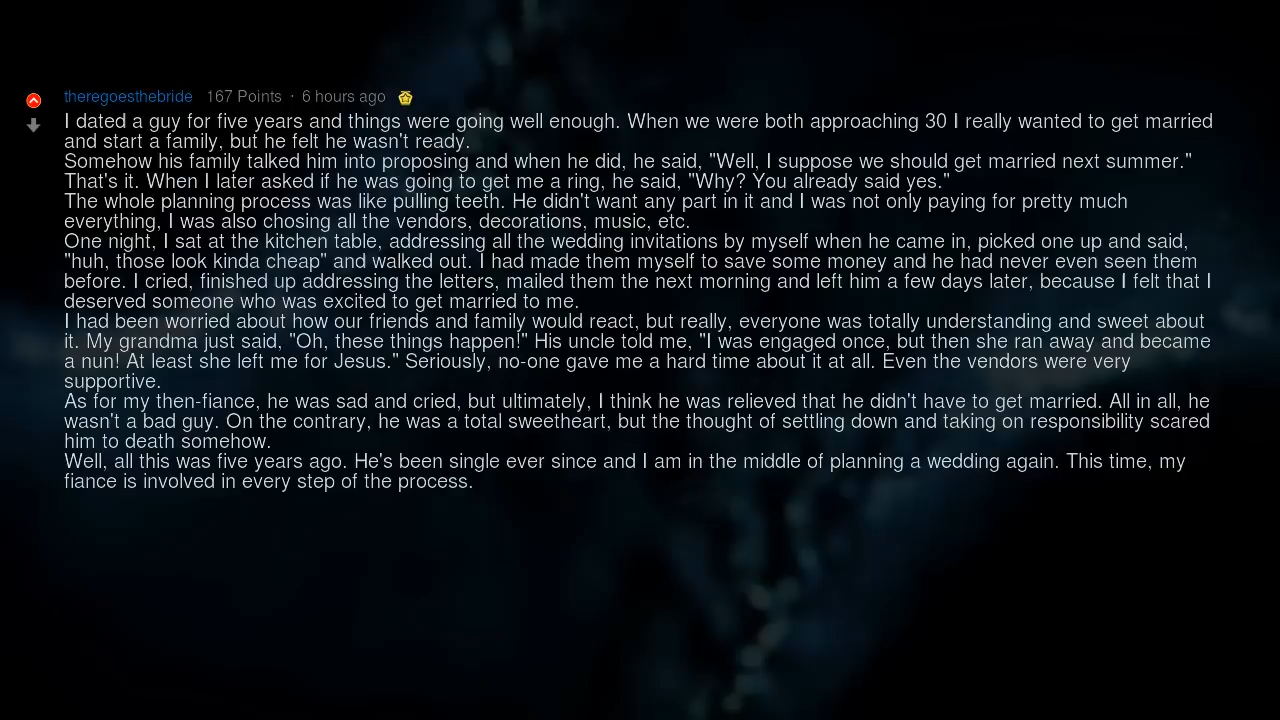 theregoesthebride 167 Points · 6 hours ago
I dated a guy for five years and things were going well enough. When we were both approaching 30 I really wanted to get married
and start a family, but he felt he wasn't ready.
Somehow his family talked him into proposing and when he did, he said, "Well, I suppose we should get married next summer."
That's it. When I later asked if he was going to get me a ring, he said, "Why? You already said yes."
The whole planning process was like pulling teeth. He didn't want any part in it and I was not only paying for pretty much
everything, I was also chosing all the vendors, decorations, music, etc.
One night, I sat at the kitchen table, addressing all the wedding invitations by myself when he came in, picked one up and said,
"huh, those look kinda cheap" and walked out. I had made them myself to save some money and he had never even seen them
before. I cried, finished up addressing the letters, mailed them the next morning and left him a few days later, because I felt that I
deserved someone who was excited to get married to me.
I had been worried about how our friends and family would react, but really, everyone was totally understanding and sweet about
it. My grandma just said, "Oh, these things happen!" His uncle told me, "I was engaged once, but then she ran away and became
a nun! At least she left me for Jesus." Seriously, no-one gave me a hard time about it at all. Even the vendors were very
supportive.
As for my then-fiance, he was sad and cried, but ultimately, I think he was relieved that he didn't have to get married. All in all, he
wasn't a bad guy. On the contrary, he was a total sweetheart, but the thought of settling down and taking on responsibility scared
him to death somehow.
Well, all this was five years ago. He's been single ever since and I am in the middle of planning a wedding again. This time, my
fiance is involved in every step of the process.